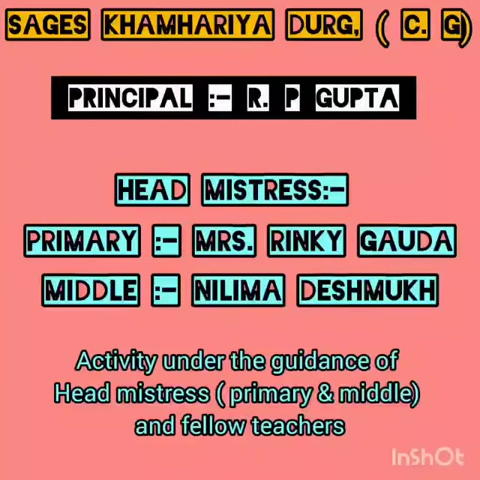 SAGES KHAMHARIYA DURG, ( C. G)
PRINCIPAL :- R. P GUPTA
HEAD MISTRESS:-
PRIMARY :- MRS. RINKY GAUDA
MIDDLE :- NILIMA DESHMUKH
Activity under the guidance of
Head mistress ( primary & middle)
and fellow teachers
InShOt